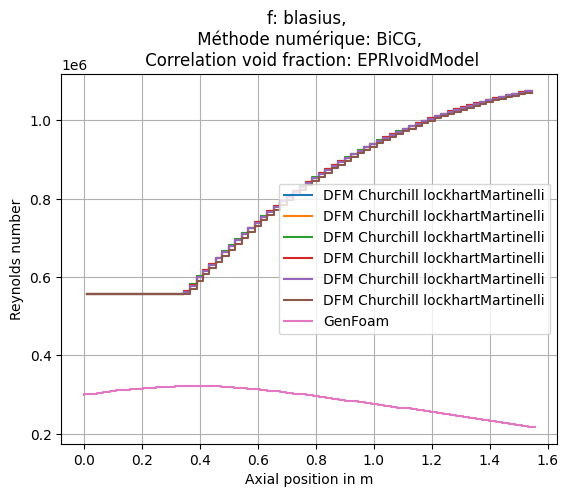 f: blasius,
Méthode numérique: BiCG,
Correlation void fraction: EPRIvoidModel
1e6
1.0
0.8
0.6
0.4
0.2
Reynolds number
DFM Churchill lockhartMartinelli
DFM Churchill lockhartMartinelli
DFM Churchill lockhartMartinelli
DFM Churchill lockhartMartinelli
DFM Churchill lockhartMartinelli
DFM Churchill lockhartMartinelli
GenFoam
0.0 0.2 0.4 0.6 0.8 1.0 1.2 1.4 1.6
Axial position in m